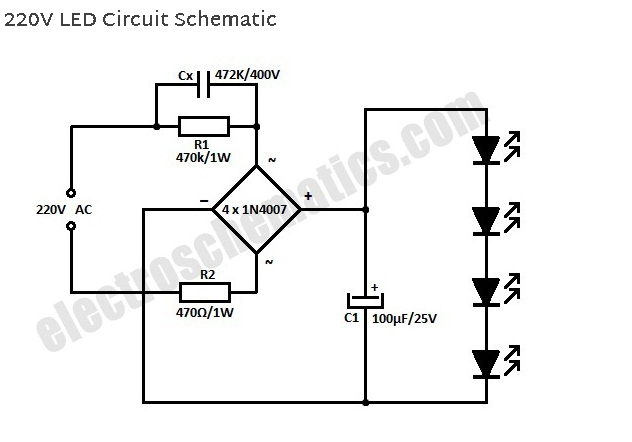 220V LED Circuit Schematic
Cx 472K/400V
R1
470k/1W
~
− +
220V AC
4 x 1N4007
~
R2
470Ω/1W
+
C1 100µF/25V
electroschematics.com